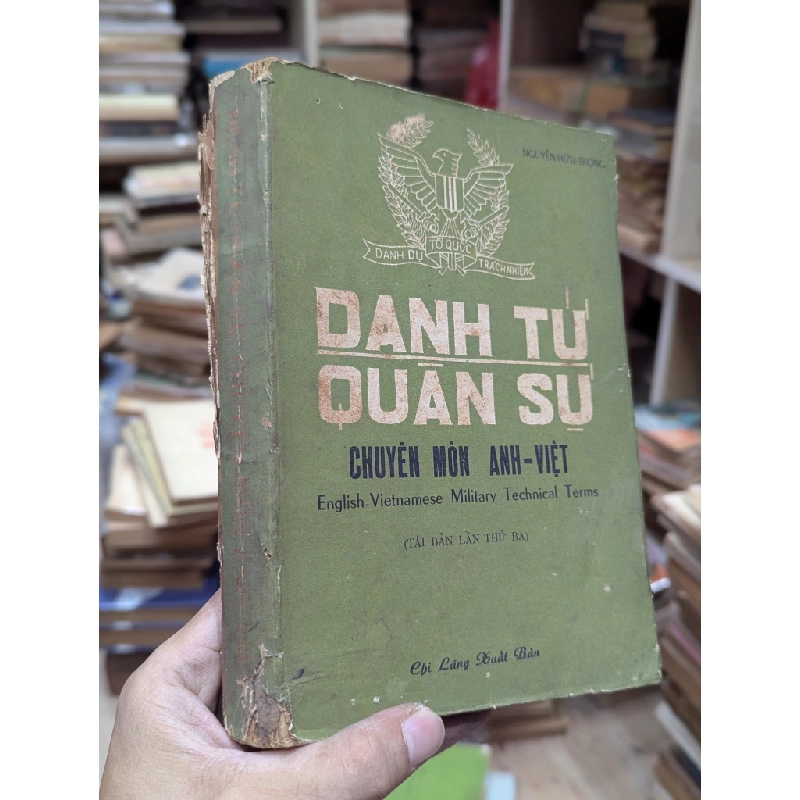 NGUYỄN-HỮU-TRỌNG
TỔ QUỐC
DANH DỰ TRÁCH NHIỆM
DANH TỪ
QUÂN SỰ
CHUYÊN MÔN ANH-VIỆT
English-Vietnamese Military Technical Terms
(TÁI BẢN LẦN THỨ BA)
Chi Lăng Xuất Bản